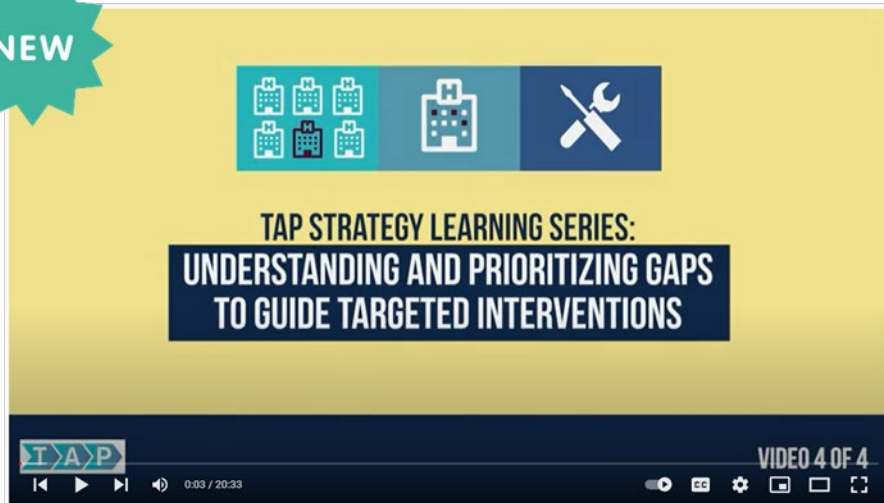 NEW
H H H
H H H
H
TAP STRATEGY LEARNING SERIES:
UNDERSTANDING AND PRIORITIZING GAPS
TO GUIDE TARGETED INTERVENTIONS
TAP
VIDEO 4 OF 4
0:03 / 20:33
CC